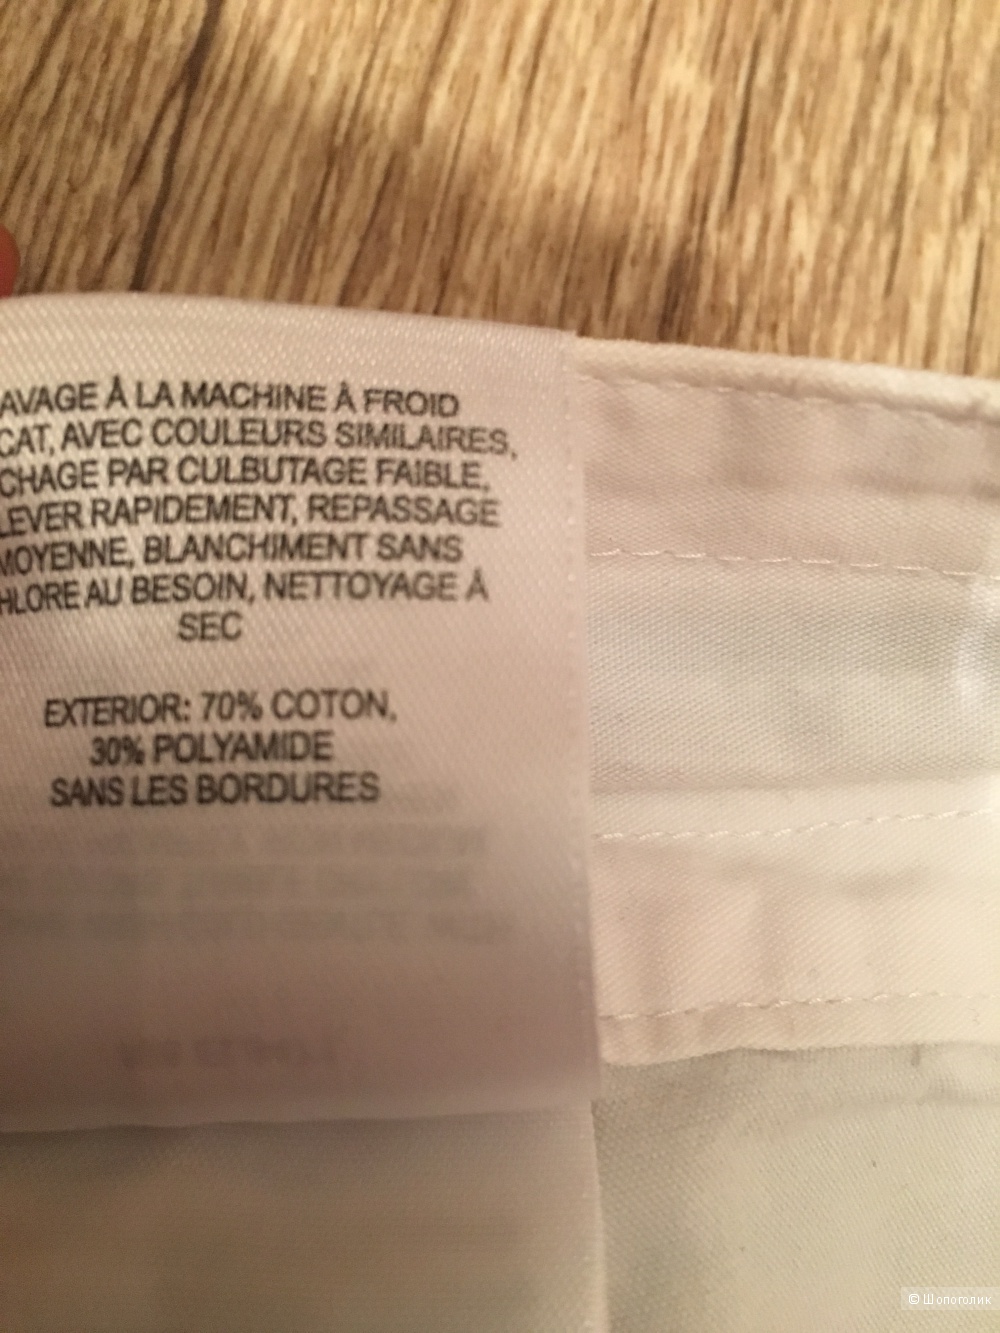 AVAGE À LA MACHINE À FROID
CAT, AVEC COULEURS SIMILAIRES,
CHAGE PAR CULBUTAGE FAIBLE,
LEVER RAPIDEMENT, REPASSAGE
MOYENNE, BLANCHIMENT SANS
HLORE AU BESOIN, NETTOYAGE À
SEC
EXTERIOR: 70% COTON,
30% POLYAMIDE
SANS LES BORDURES
© Шопоголик